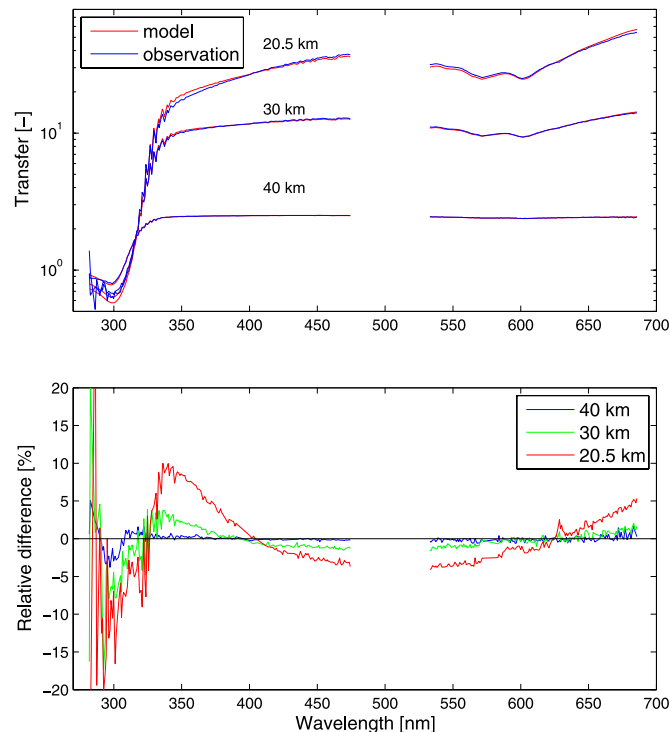 model
observation
20.5 km
30 km
40 km
Transfer [–]
10¹
10⁰
300 350 400 450 500 550 600 650 700
40 km
30 km
20.5 km
Relative difference [%]
20
15
10
5
0
−5
−10
−15
−20
300 350 400 450 500 550 600 650 700
Wavelength [nm]